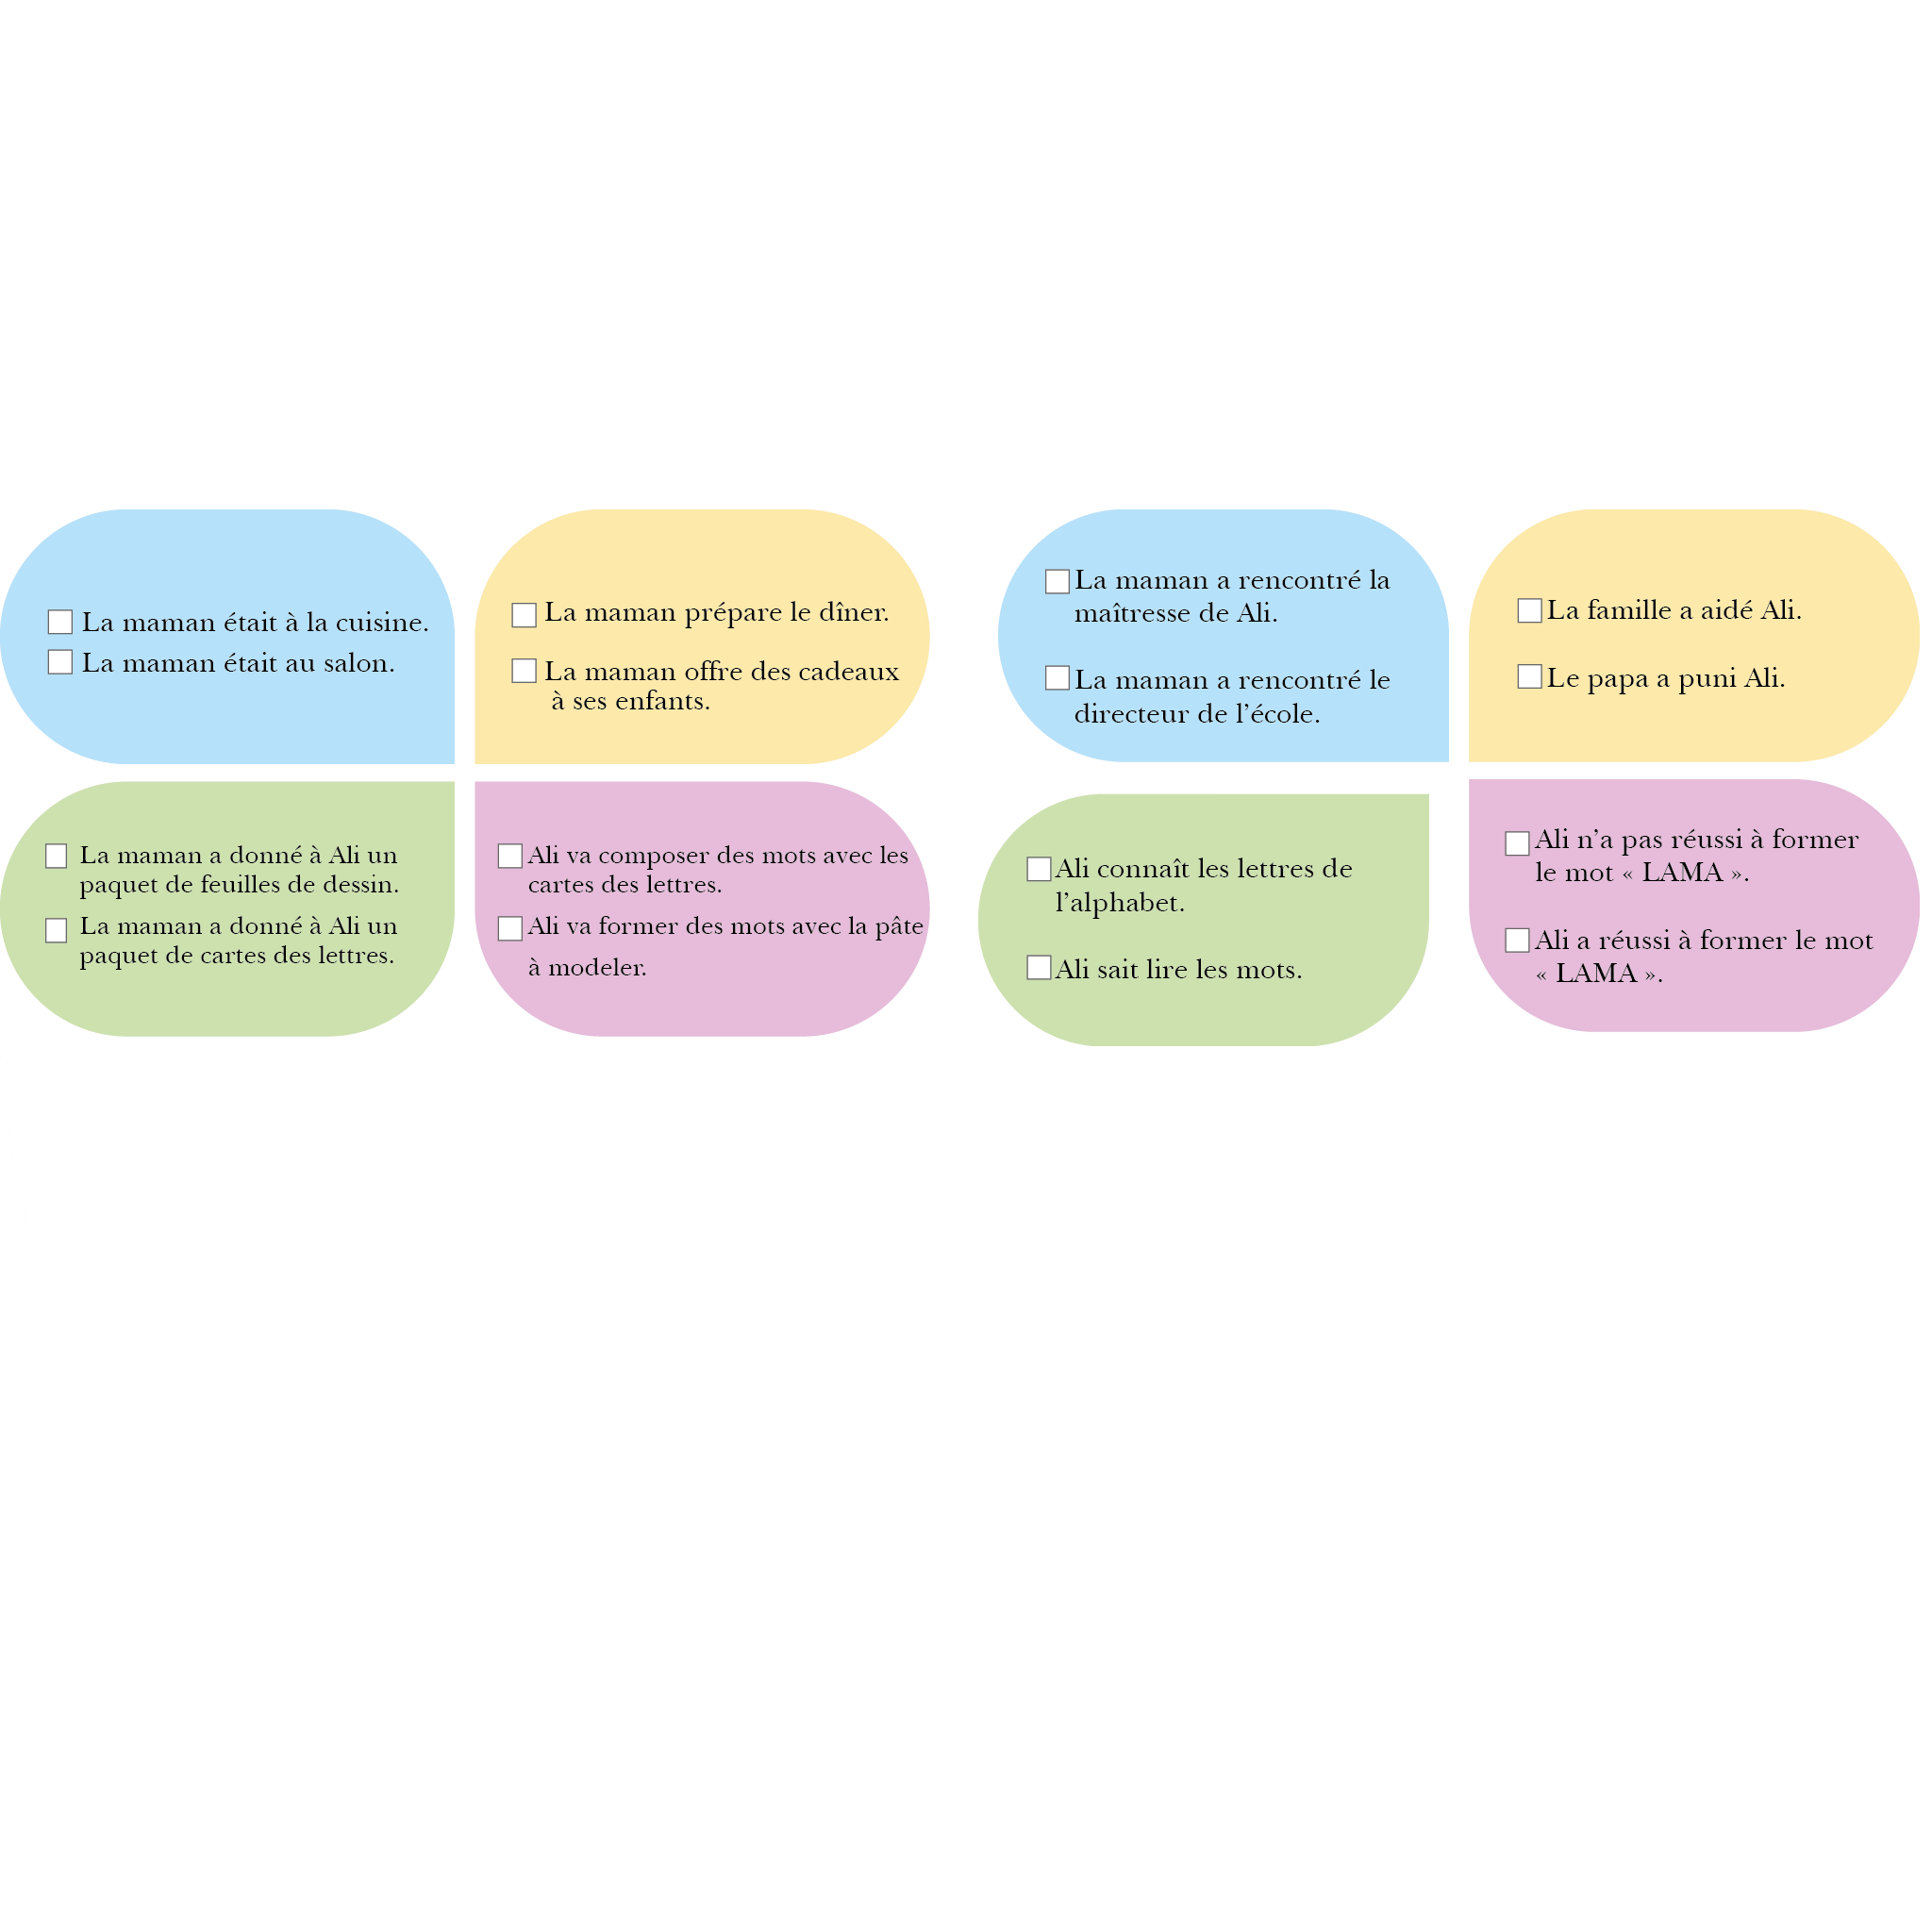 La maman était à la cuisine.
La maman était au salon.
La maman prépare le dîner.
La maman offre des cadeaux
à ses enfants.
La maman a donné à Ali un
paquet de feuilles de dessin.
La maman a donné à Ali un
paquet de cartes des lettres.
Ali va composer des mots avec les
cartes des lettres.
Ali va former des mots avec la pâte
à modeler.
La maman a rencontré la
maîtresse de Ali.
La maman a rencontré le
directeur de l’école.
La famille a aidé Ali.
Le papa a puni Ali.
Ali connaît les lettres de
l’alphabet.
Ali sait lire les mots.
Ali n’a pas réussi à former
le mot « LAMA ».
Ali a réussi à former le mot
« LAMA ».